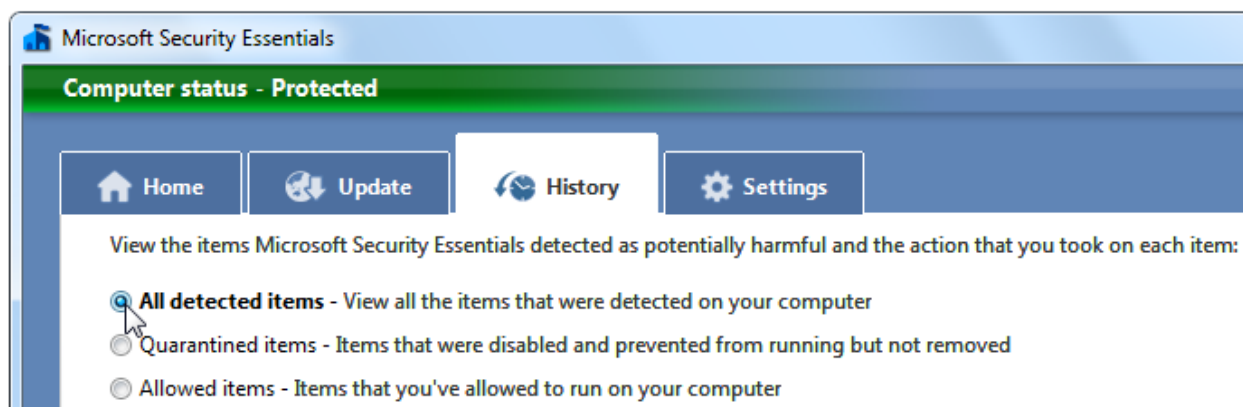 Microsoft Security Essentials
Computer status - Protected
Home Update History Settings
View the items Microsoft Security Essentials detected as potentially harmful and the action that you took on each item:
All detected items - View all the items that were detected on your computer
Quarantined items - Items that were disabled and prevented from running but not removed
Allowed items - Items that you've allowed to run on your computer